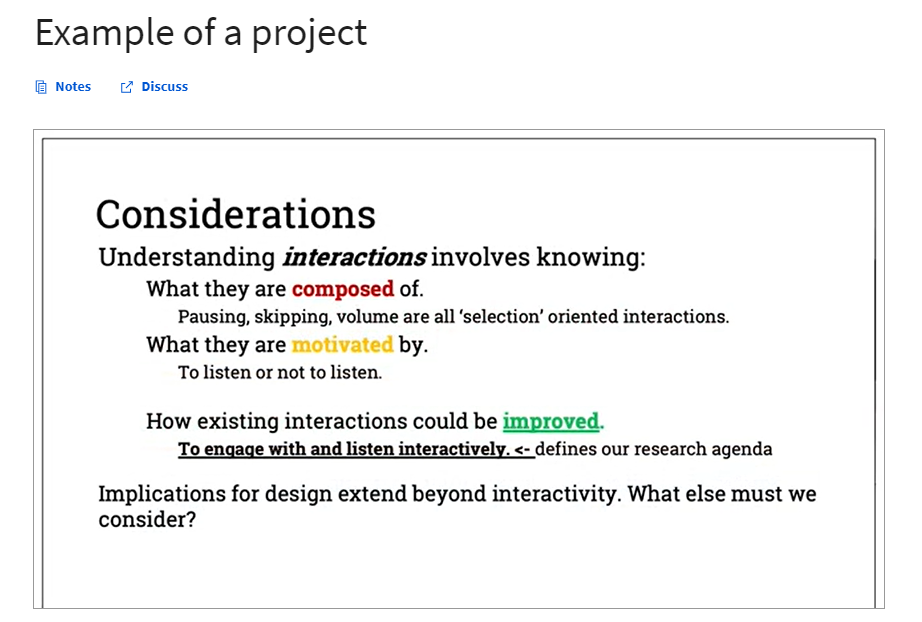 Example of a project
Notes
Discuss
Considerations
Understanding interactions involves knowing:
What they are composed of.
Pausing, skipping, volume are all ‘selection’ oriented interactions.
What they are motivated by.
To listen or not to listen.
How existing interactions could be improved.
To engage with and listen interactively. <- defines our research agenda
Implications for design extend beyond interactivity. What else must we
consider?